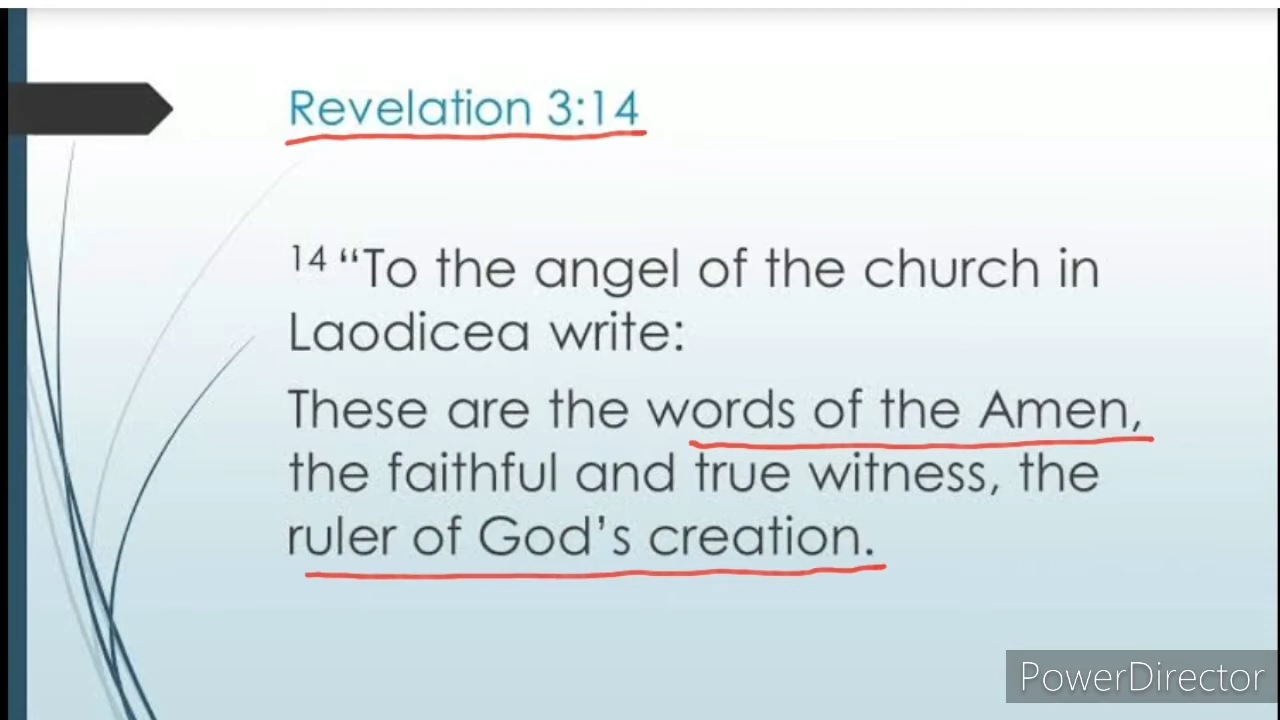 Revelation 3:14
14 “To the angel of the church in
Laodicea write:
These are the words of the Amen,
the faithful and true witness, the
ruler of God’s creation.
PowerDirector